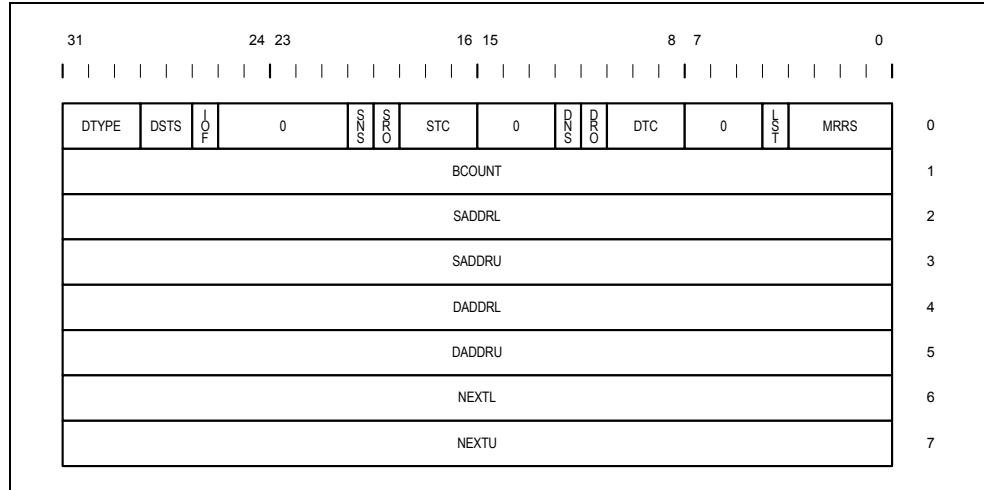 31 24 23 16 15 8 7 0
DTYPE DSTS IOF 0 SNS SRO STC 0 DNS DRO DTC 0 LST MRRS 0
BCOUNT 1
SADDRL 2
SADDRU 3
DADDRL 4
DADDRU 5
NEXTL 6
NEXTU 7